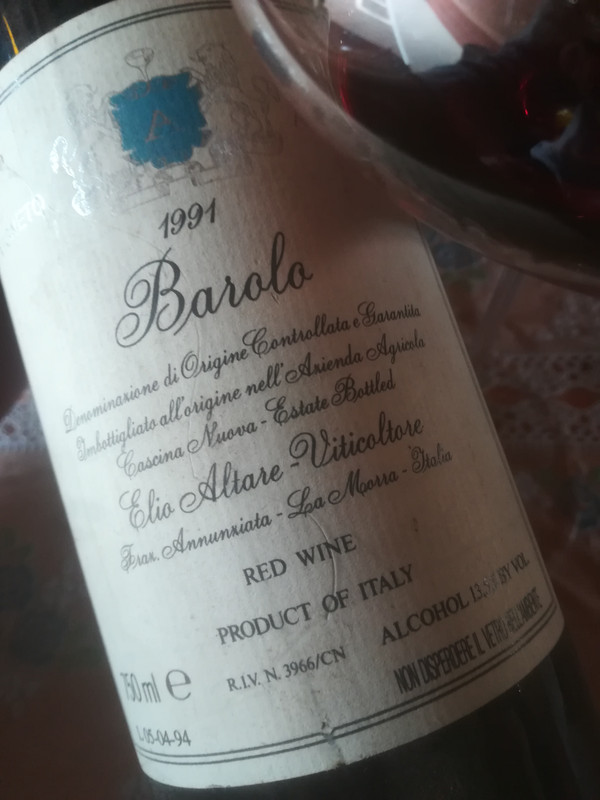 A
1991
Barolo
Denominazione di Origine Controllata e Garantita
Imbottigliato all'origine nell'Azienda Agricola
Cascina Nuova - Estate Bottled
Elio Altare - Viticoltore
Fraz. Annunziata - La Morra - Italia
RED WINE
PRODUCT OF ITALY
750 ml e
R.I.V. N. 3966/CN
ALCOHOL 13,5% BY VOL
L. 05-04-94
NON DISPERDERE IL VETRO NELL'AMBIENTE